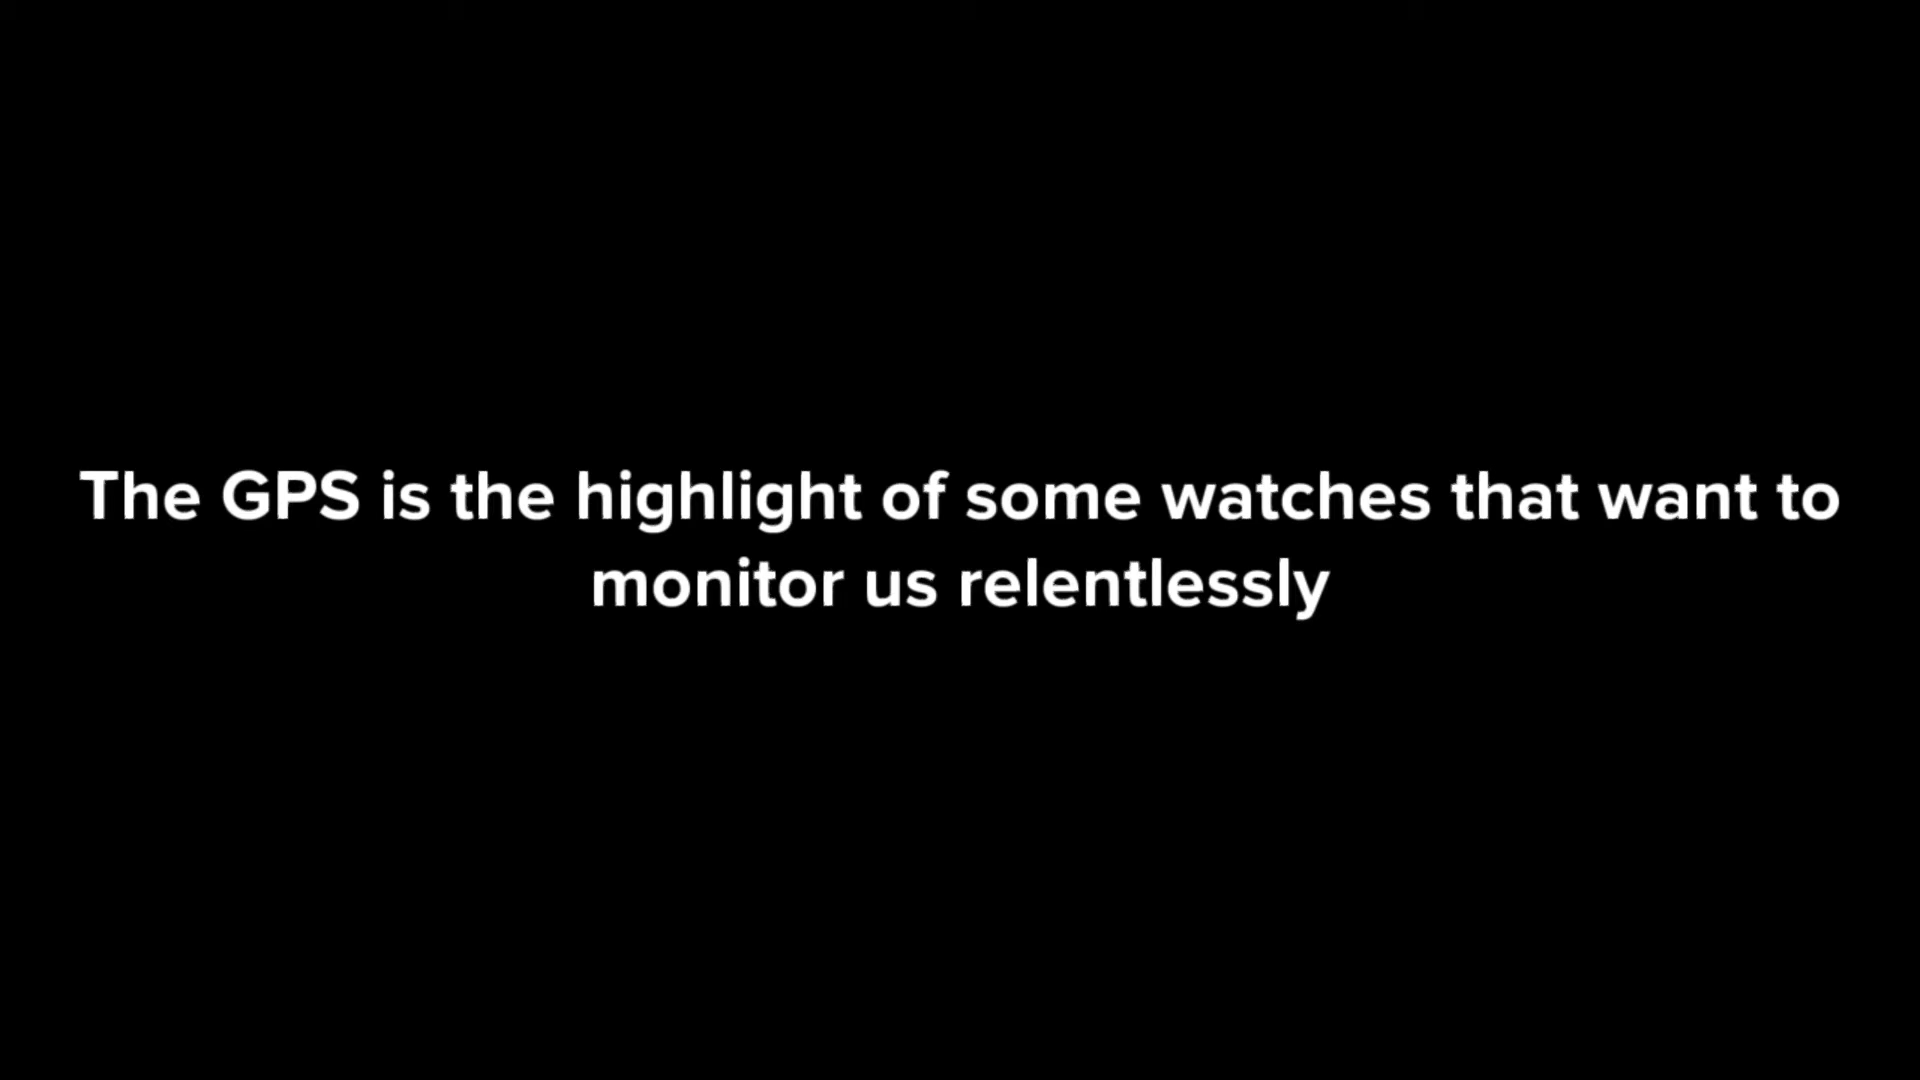 The GPS is the highlight of some watches that want to
monitor us relentlessly